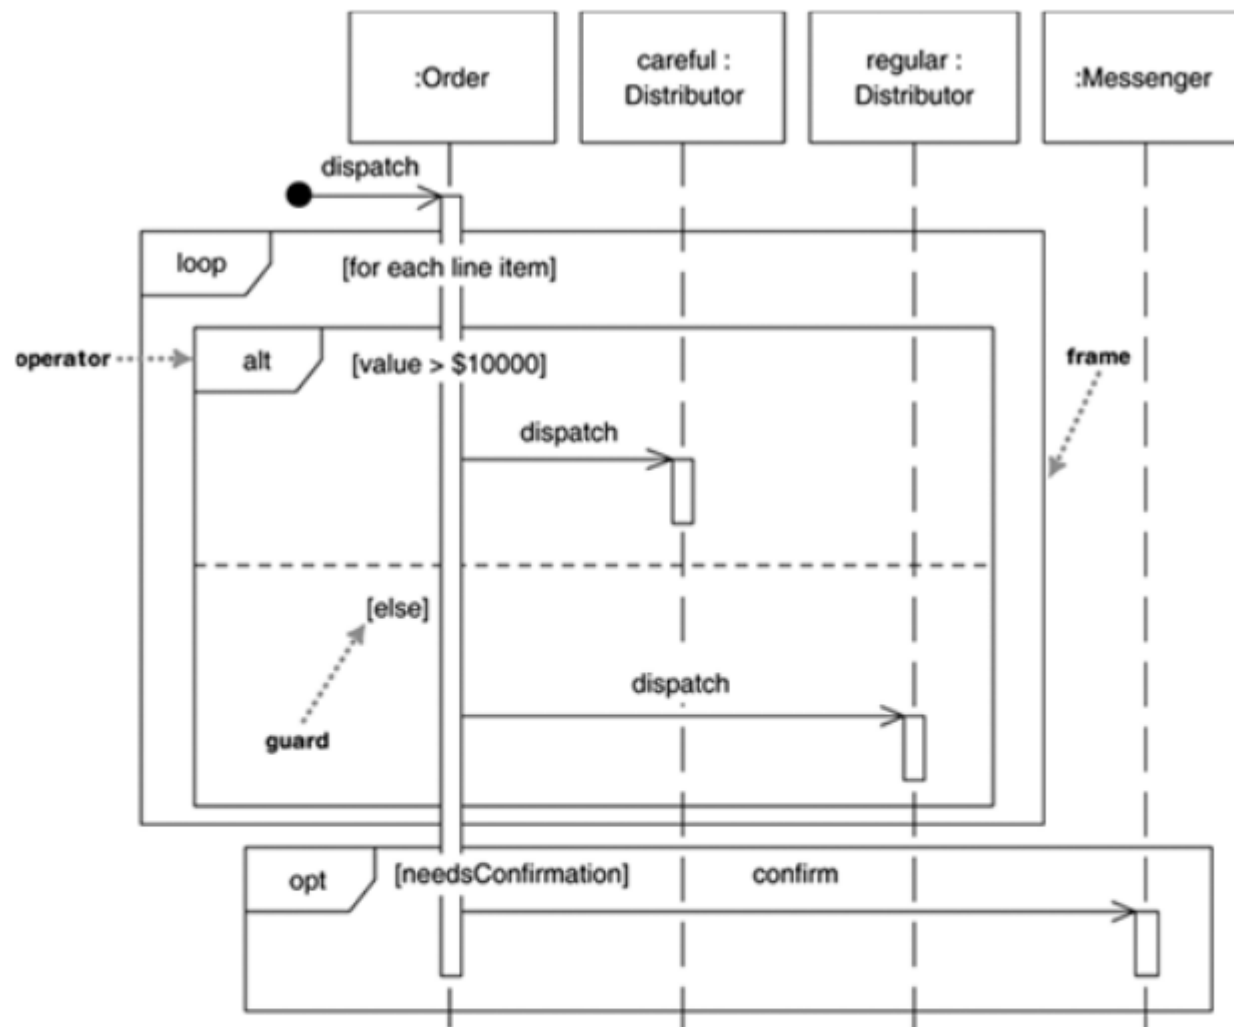 :Order
careful :
Distributor
regular :
Distributor
:Messenger
dispatch
loop
[for each line item]
operator
alt
[value > $10000]
frame
dispatch
[else]
dispatch
guard
opt
[needsConfirmation]
confirm